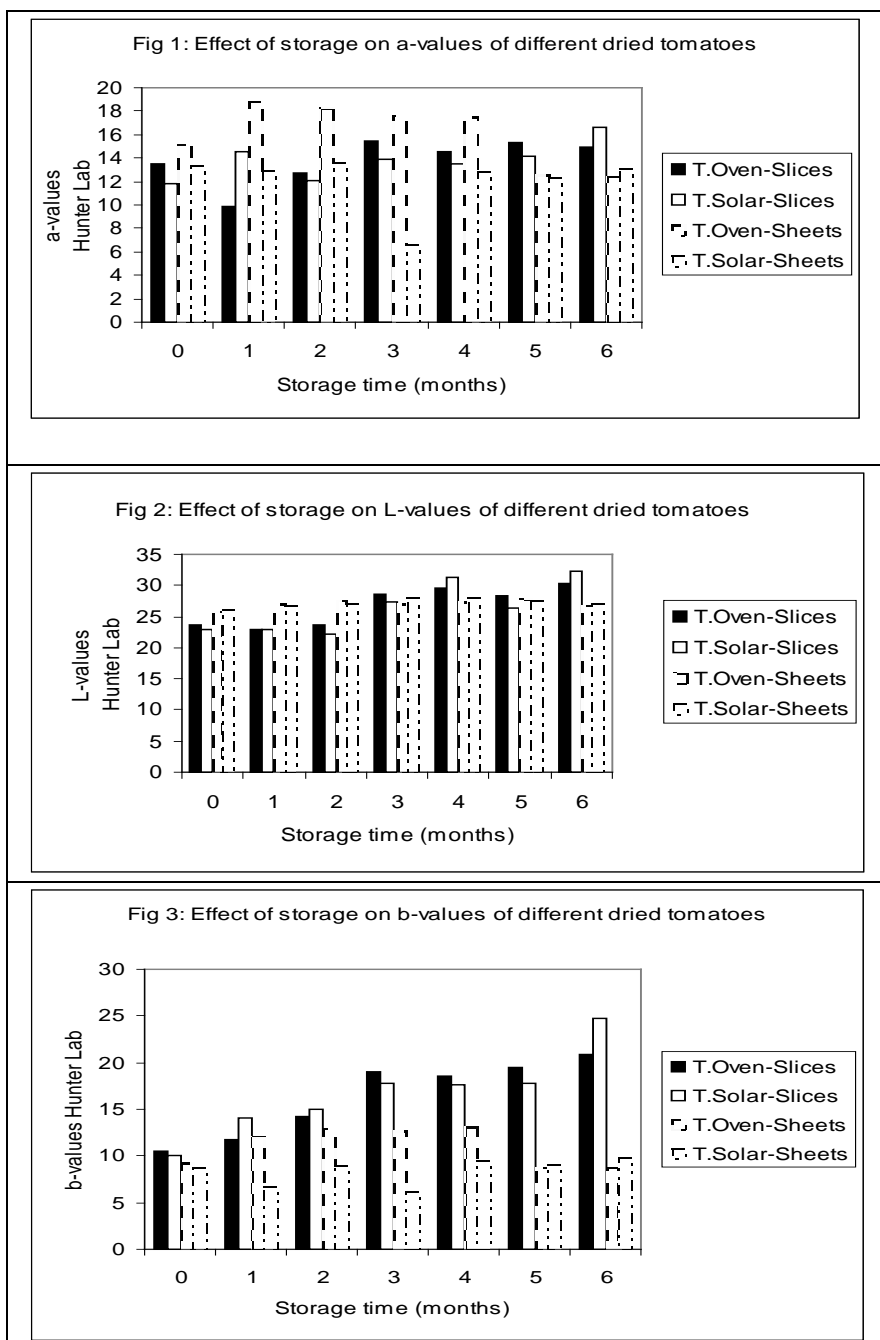 Fig 1: Effect of storage on a-values of different dried tomatoes
20
18
16
14
12
10
8
6
4
2
0
a-values
Hunter Lab
0 1 2 3 4 5 6
Storage time (months)
T.Oven-Slices
T.Solar-Slices
T.Oven-Sheets
T.Solar-Sheets
Fig 2: Effect of storage on L-values of different dried tomatoes
35
30
25
20
15
10
5
0
L-values
Hunter Lab
0 1 2 3 4 5 6
Storage time (months)
T.Oven-Slices
T.Solar-Slices
T.Oven-Sheets
T.Solar-Sheets
Fig 3: Effect of storage on b-values of different dried tomatoes
30
25
20
15
10
5
0
b-values Hunter Lab
0 1 2 3 4 5 6
Storage time (months)
T.Oven-Slices
T.Solar-Slices
T.Oven-Sheets
T.Solar-Sheets